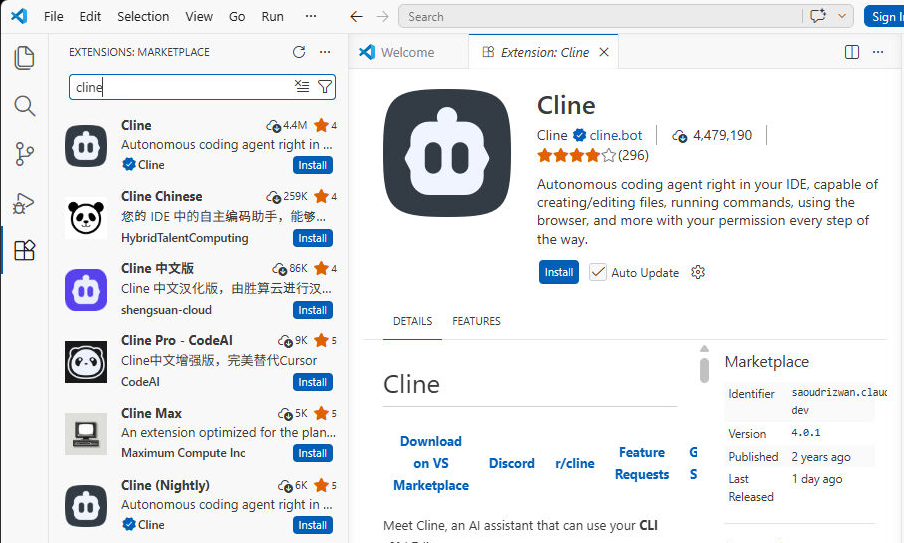 File Edit Selection View Go Run ···
Search
Sign In
EXTENSIONS: MARKETPLACE
cline
Cline 4.4M 4
Autonomous coding agent right in ...
Cline Install
Cline Chinese 259K 4
您的 IDE 中的自主编码助手，能够...
HybridTalentComputing Install
Cline 中文版 86K 4
Cline 中文汉化版，由胜算云进行汉...
shengsuan-cloud Install
Cline Pro - CodeAI 9K 5
Cline中文增强版，完美替代Cursor
CodeAI Install
Cline Max 5K 5
An extension optimized for the plan...
Maximum Compute Inc Install
Cline (Nightly) 6K 5
Autonomous coding agent right in ...
Cline Install
Welcome
Extension: Cline
Cline
Cline cline.bot 4,479,190
(296)
Autonomous coding agent right in your IDE, capable of
creating/editing files, running commands, using the
browser, and more with your permission every step of
the way.
Install Auto Update
DETAILS FEATURES
Cline
Download
on VS
Marketplace
Discord
r/cline
Feature
Requests
G
S
Meet Cline, an AI assistant that can use your CLI
Marketplace
Identifier saoudrizwan.claud
dev
Version 4.0.1
Published 2 years ago
Last
Released
1 day ago